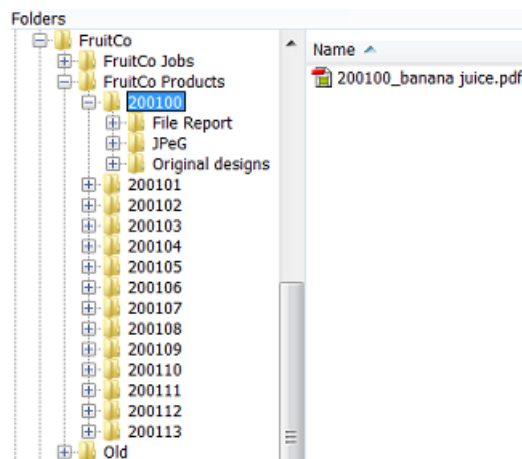 Folders
FruitCo
FruitCo Jobs
FruitCo Products
200100
File Report
JPeG
Original designs
200101
200102
200103
200104
200105
200106
200107
200108
200109
200110
200111
200112
200113
Old
Name
200100_banana juice.pdf